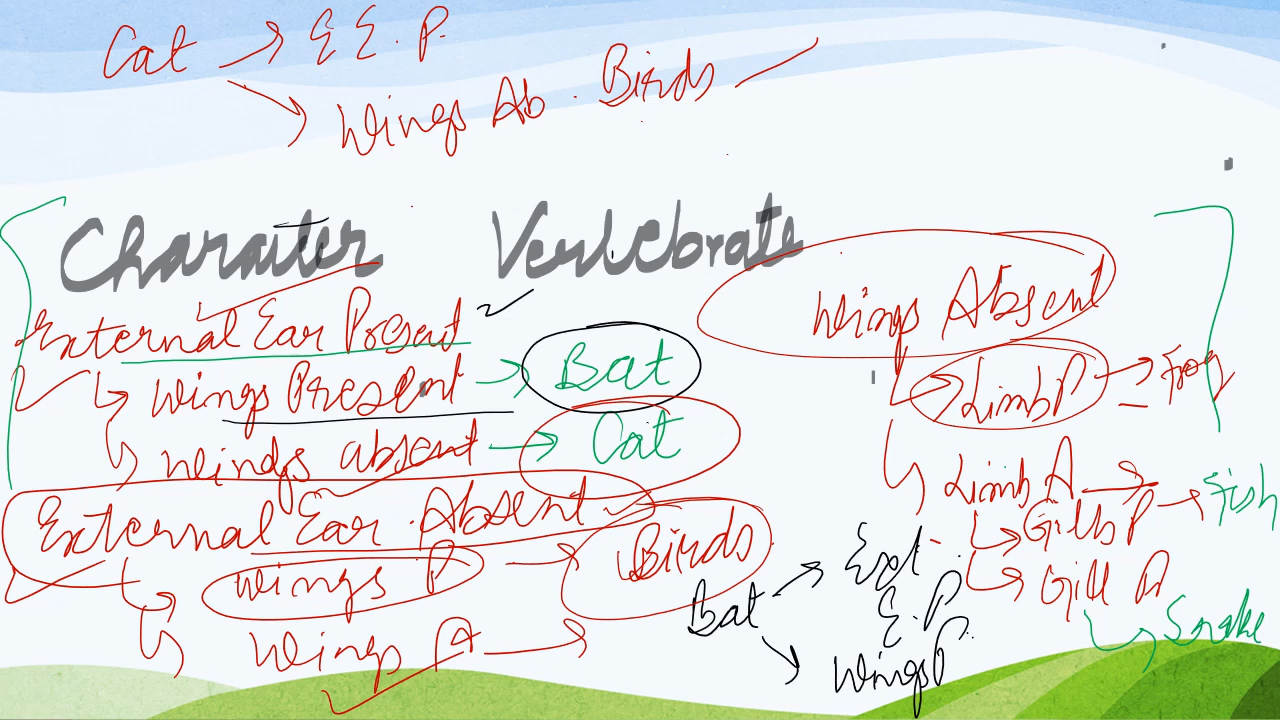 Cat → E E. P.
→ Wings Ab. Birds
Character Vertebrate
External Ear Present
→ Wings Present → Bat
→ Wings absent → Cat
External Ear Absent
→ Wings P → Birds
→ Wings A →
Wings Absent
→ Limb P → Frog
→ Limb A →
→ Gills P → Fish
→ Gill A
→ Snake
Bat → Ext
E.P
→ Wings P